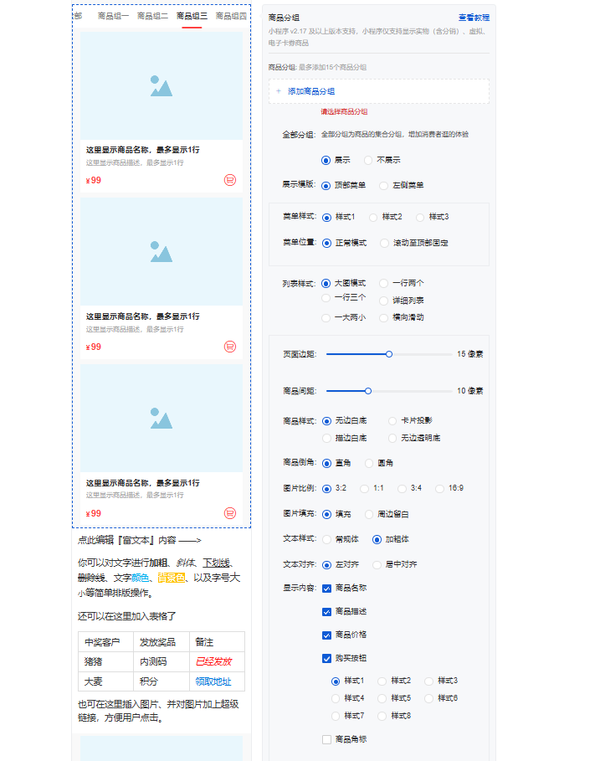 部 商品组一 商品组二 商品组三 商品组四
这里显示商品名称，最多显示1行
这里显示商品描述，最多显示1行
¥99
这里显示商品名称，最多显示1行
这里显示商品描述，最多显示1行
¥99
这里显示商品名称，最多显示1行
这里显示商品描述，最多显示1行
¥99
点此编辑『富文本』内容 ——>
你可以对文字进行加粗、斜体、下划线、
删除线、文字颜色、背景色、以及字号大
小等简单排版操作。
还可以在这里加入表格了
中奖客户 发放奖品 备注
猪猪 内测码 已经发放
大麦 积分 领取地址
也可在这里插入图片、并对图片加上超级
链接，方便用户点击。
商品分组 查看教程
小程序 v2.17 及以上版本支持，小程序仅支持显示实物（含分销）、虚拟、
电子卡券商品
商品分组: 最多添加15个商品分组
+ 添加商品分组
请选择商品分组
全部分组: 全部分组为商品的集合分组，增加消费者逛的体验
展示 不展示
展示模版: 顶部菜单 左侧菜单
菜单样式: 样式1 样式2 样式3
菜单位置: 正常模式 滚动至顶部固定
列表样式: 大图模式 一行两个
一行三个 详细列表
一大两小 横向滑动
页面边距: 15 像素
商品间距: 10 像素
商品样式: 无边白底 卡片投影
描边白底 无边透明底
商品倒角: 直角 圆角
图片比例: 3:2 1:1 3:4 16:9
图片填充: 填充 周边留白
文本样式: 常规体 加粗体
文本对齐: 左对齐 居中对齐
显示内容: 商品名称
商品描述
商品价格
购买按钮
样式1 样式2 样式3
样式4 样式5 样式6
样式7 样式8
商品角标